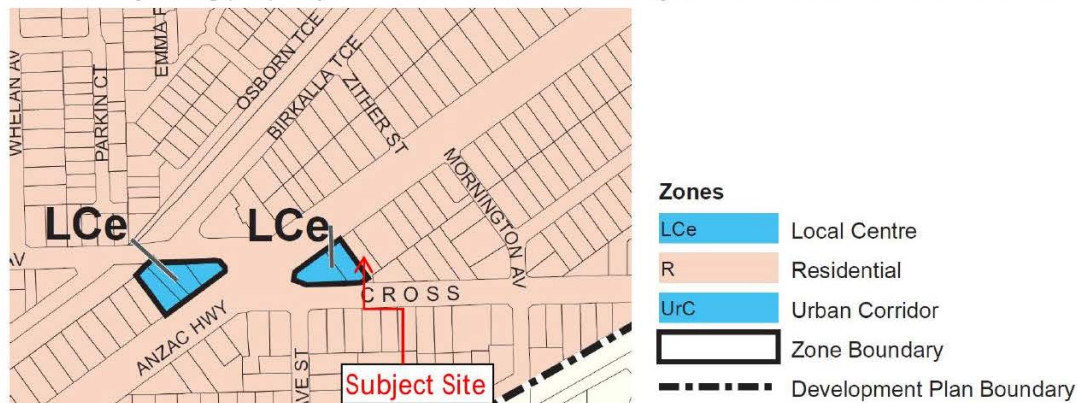 WHELAN AV
PARKIN CT
EMMA
OSBORN TCE
BIRKALLA TCE
ZITHER ST
MORNINGTON AV
LCe
LCe
AV
CROSS
ANZAC HWY
AVE ST
Subject Site
Zones
LCe Local Centre
R Residential
UrC Urban Corridor
Zone Boundary
Development Plan Boundary